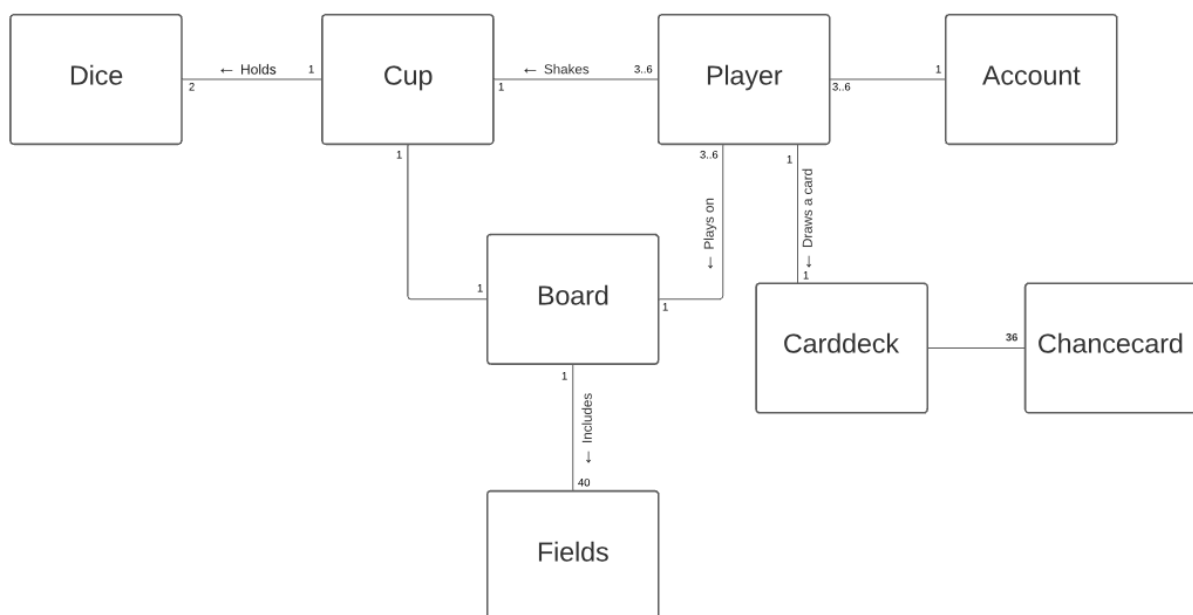 Dice
← Holds
1
2
Cup
← Shakes
3..6
1
Player
1
3..6
Account
1
3..6
1
← Plays on
← Draws a card
1
1
Board
1
1
Carddeck
36
Chancecard
1
← Includes
40
Fields